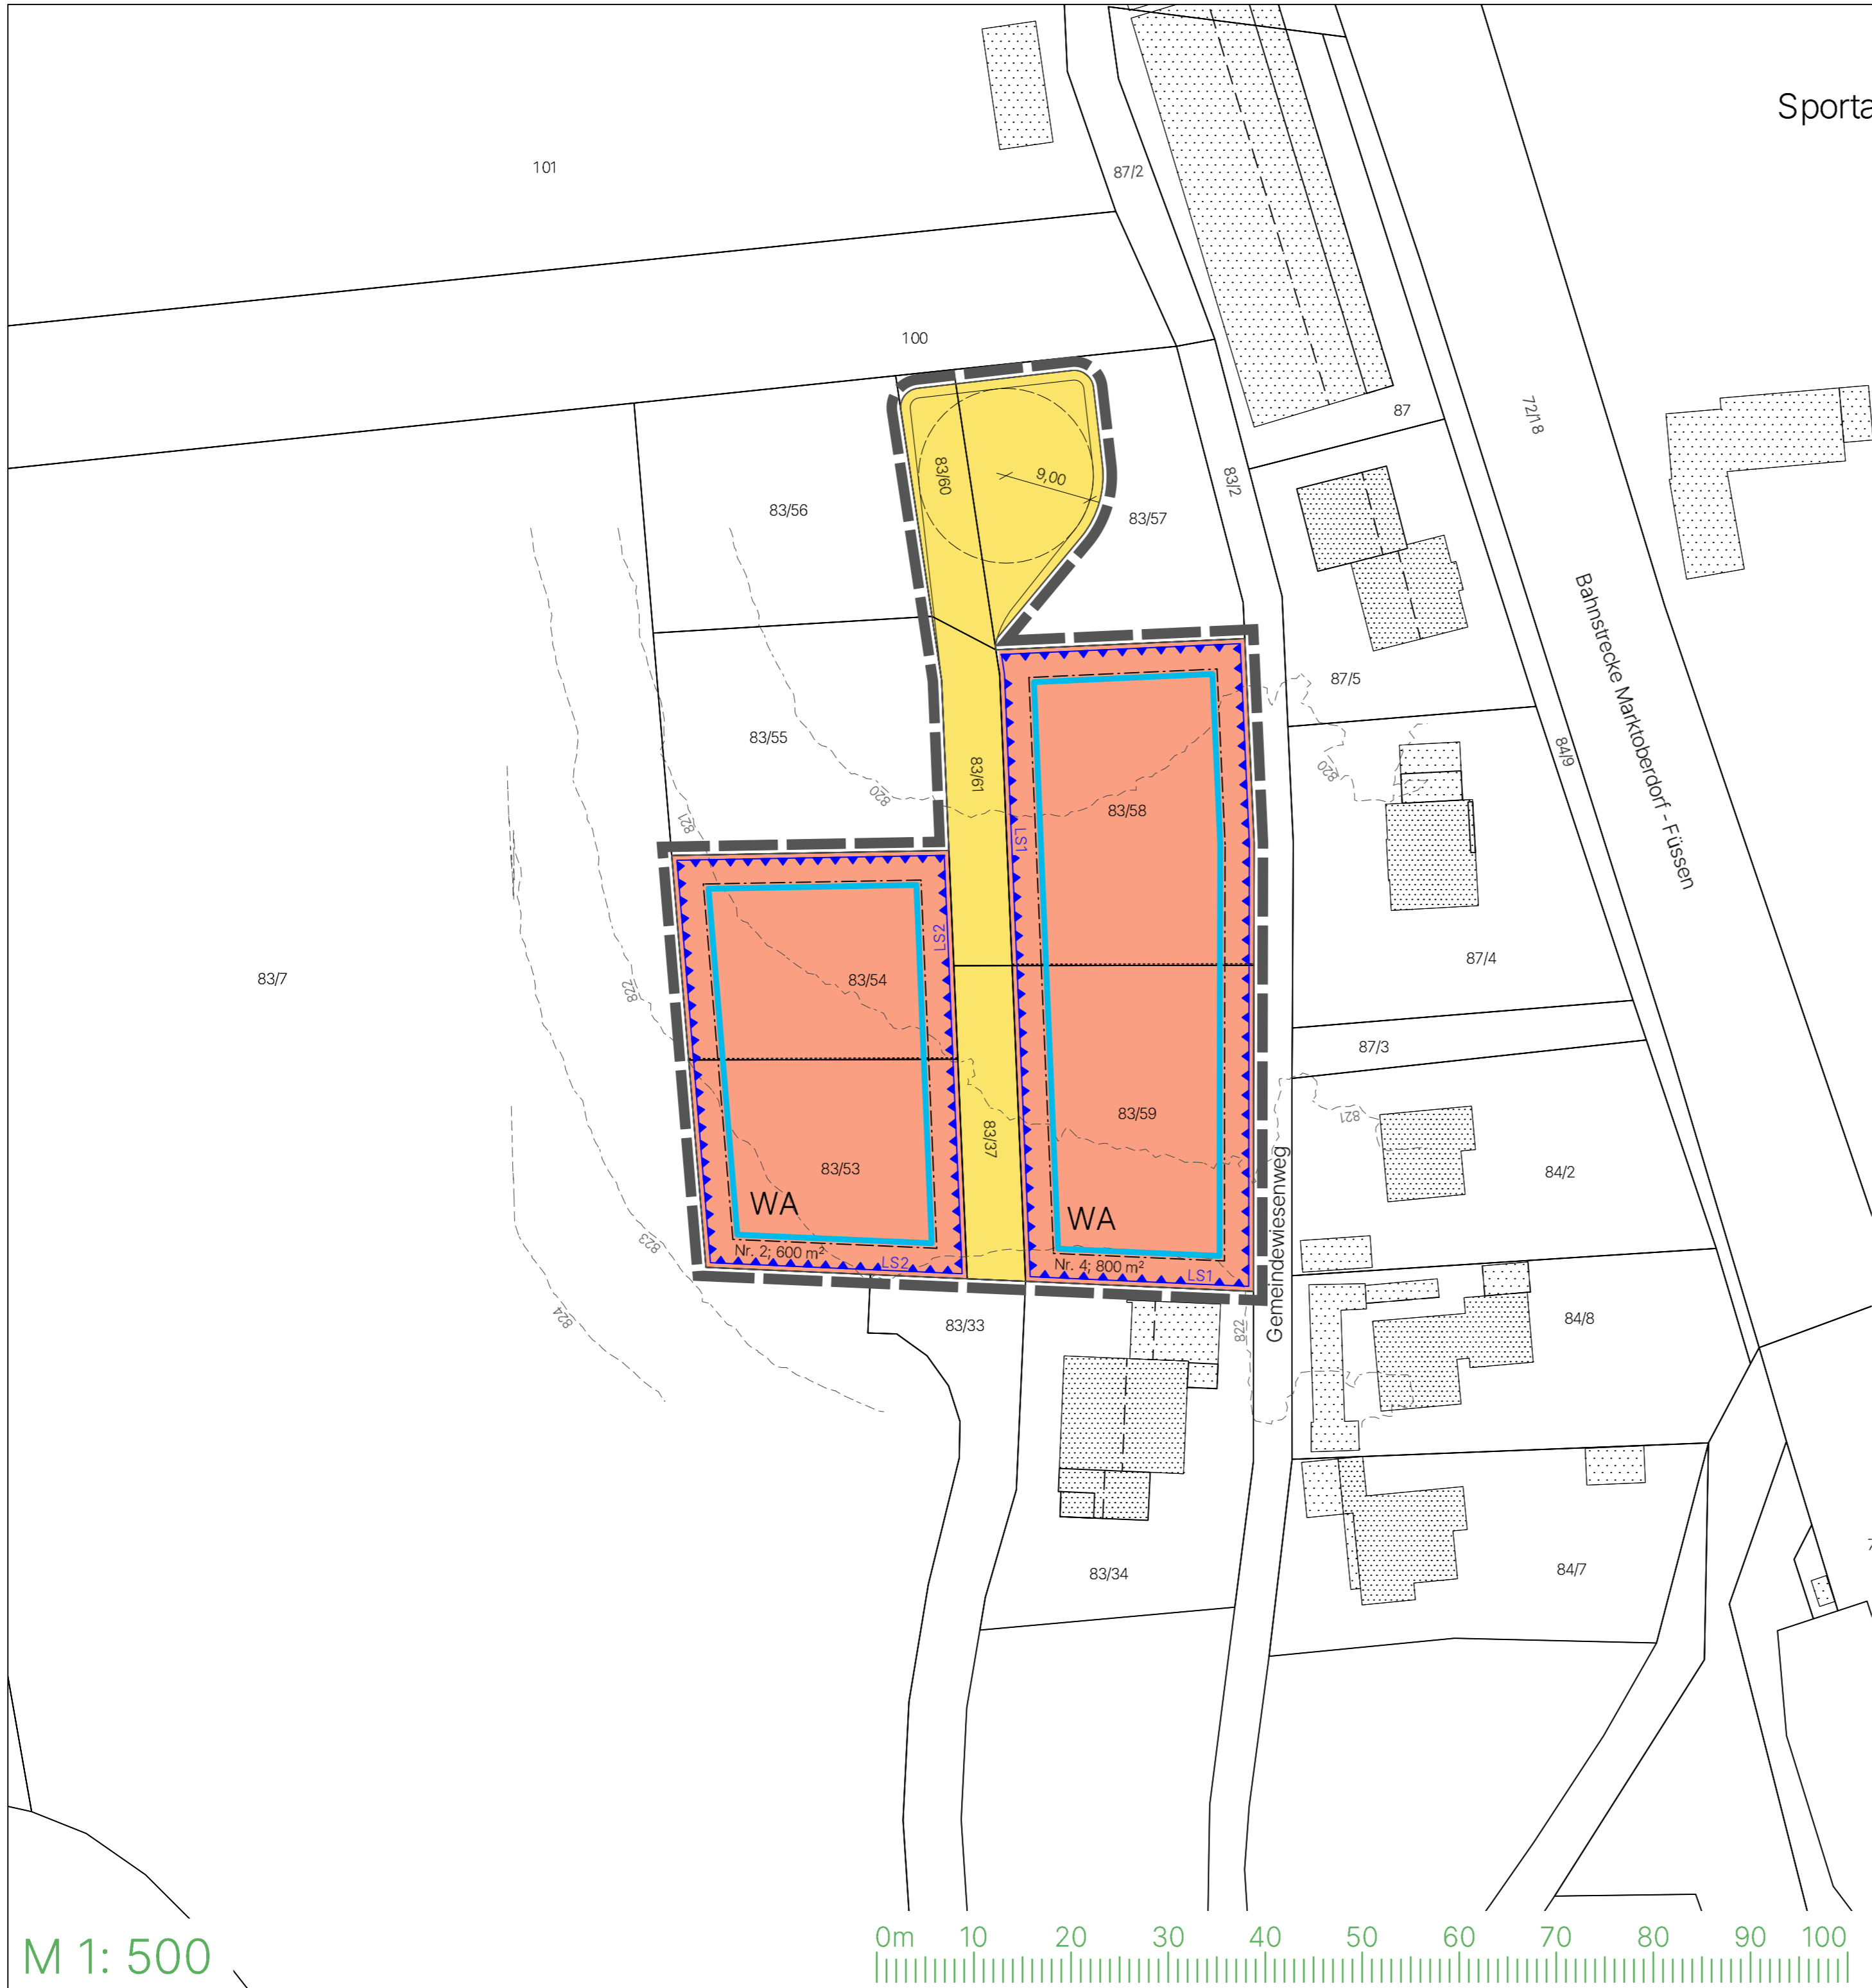 Sporta
101
87/2
100
87
72/18
83/60
9,00
83/2
83/56
83/57
87/5
Bahnstrecke Marktoberdorf - Füssen
83/55
84/9
83/61
820
820
83/58
821
LS1
LS2
83/7
83/54
822
87/4
87/3
83/59
821
83/37
83/53
84/2
WA
WA
Gemeindewiesenweg
823
Nr. 2; 600 m²
LS2
Nr. 4; 800 m²
LS1
824
83/33
822
84/8
83/34
84/7
M 1: 500
0m 10 20 30 40 50 60 70 80 90 100